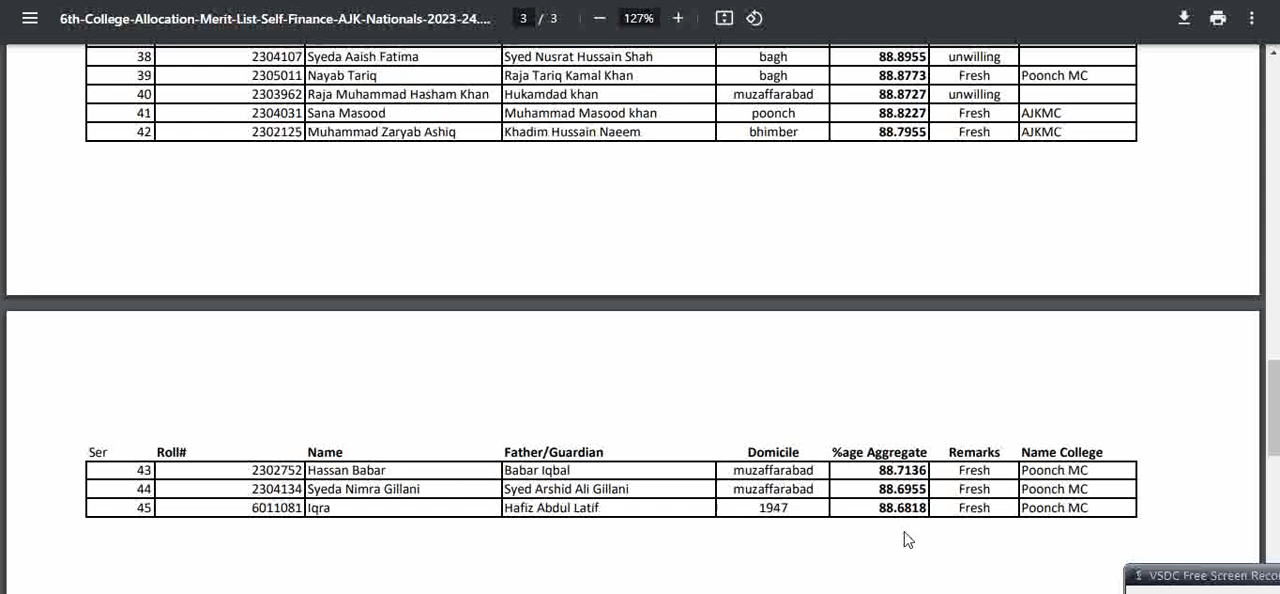 6th-College-Allocation-Merit-List-Self-Finance-AJK-Nationals-2023-24.... 3 / 3 127%
38 2304107 Syeda Aaish Fatima Syed Nusrat Hussain Shah bagh 88.8955 unwilling
39 2305011 Nayab Tariq Raja Tariq Kamal Khan bagh 88.8773 Fresh Poonch MC
40 2303962 Raja Muhammad Hasham Khan Hukamdad khan muzaffarabad 88.8727 unwilling
41 2304031 Sana Masood Muhammad Masood khan poonch 88.8227 Fresh AJKMC
42 2302125 Muhammad Zaryab Ashiq Khadim Hussain Naeem bhimber 88.7955 Fresh AJKMC
Ser Roll# Name Father/Guardian Domicile %age Aggregate Remarks Name College
43 2302752 Hassan Babar Babar Iqbal muzaffarabad 88.7136 Fresh Poonch MC
44 2304134 Syeda Nimra Gillani Syed Arshid Ali Gillani muzaffarabad 88.6955 Fresh Poonch MC
45 6011081 Iqra Hafiz Abdul Latif 1947 88.6818 Fresh Poonch MC
VSDC Free Screen Reco